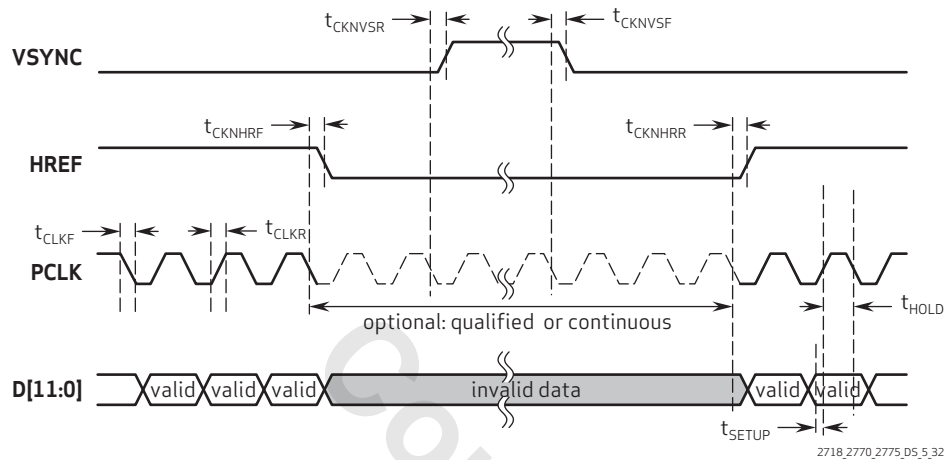 tCKNVSR
tCKNVSF
VSYNC
tCKNHRF
tCKNHRR
HREF
tCLKF
tCLKR
PCLK
tHOLD
optional: qualified or continuous
D[11:0]
valid valid valid invalid data valid valid
tSETUP
2718_2770_2775_DS_5_32